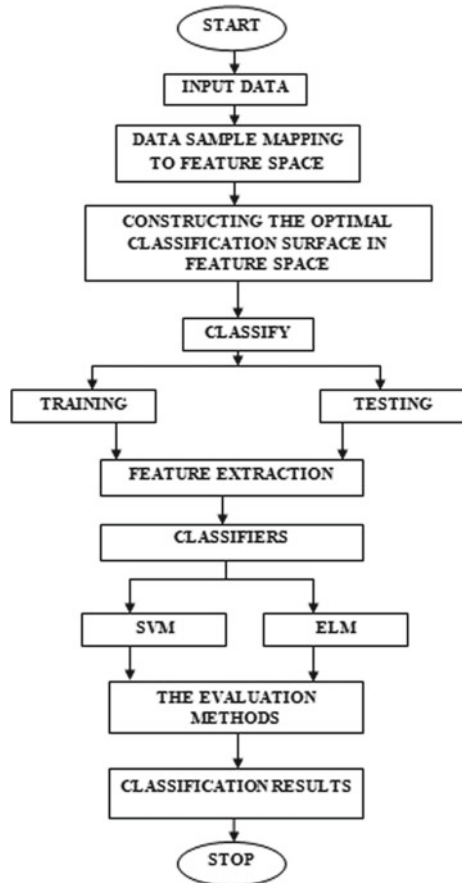 START
INPUT DATA
DATA SAMPLE MAPPING
TO FEATURE SPACE
CONSTRUCTING THE OPTIMAL
CLASSIFICATION SURFACE IN
FEATURE SPACE
CLASSIFY
TRAINING
TESTING
FEATURE EXTRACTION
CLASSIFIERS
SVM
ELM
THE EVALUATION
METHODS
CLASSIFICATION RESULTS
STOP